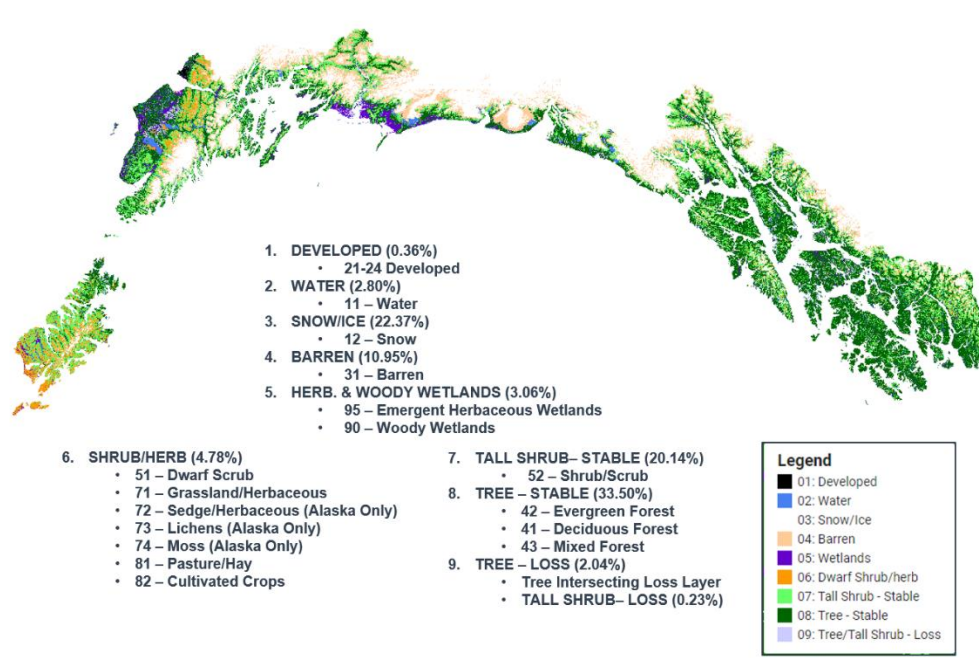 1. DEVELOPED (0.36%)
• 21-24 Developed
2. WATER (2.80%)
• 11 – Water
3. SNOW/ICE (22.37%)
• 12 – Snow
4. BARREN (10.95%)
• 31 – Barren
5. HERB. & WOODY WETLANDS (3.06%)
• 95 – Emergent Herbaceous Wetlands
• 90 – Woody Wetlands
6. SHRUB/HERB (4.78%)
• 51 – Dwarf Scrub
• 71 – Grassland/Herbaceous
• 72 – Sedge/Herbaceous (Alaska Only)
• 73 – Lichens (Alaska Only)
• 74 – Moss (Alaska Only)
• 81 – Pasture/Hay
• 82 – Cultivated Crops
7. TALL SHRUB– STABLE (20.14%)
• 52 – Shrub/Scrub
8. TREE – STABLE (33.50%)
• 42 – Evergreen Forest
• 41 – Deciduous Forest
• 43 – Mixed Forest
9. TREE – LOSS (2.04%)
• Tree Intersecting Loss Layer
• TALL SHRUB– LOSS (0.23%)
Legend
01: Developed
02: Water
03: Snow/Ice
04: Barren
05: Wetlands
06: Dwarf Shrub/herb
07: Tall Shrub - Stable
08: Tree - Stable
09: Tree/Tall Shrub - Loss